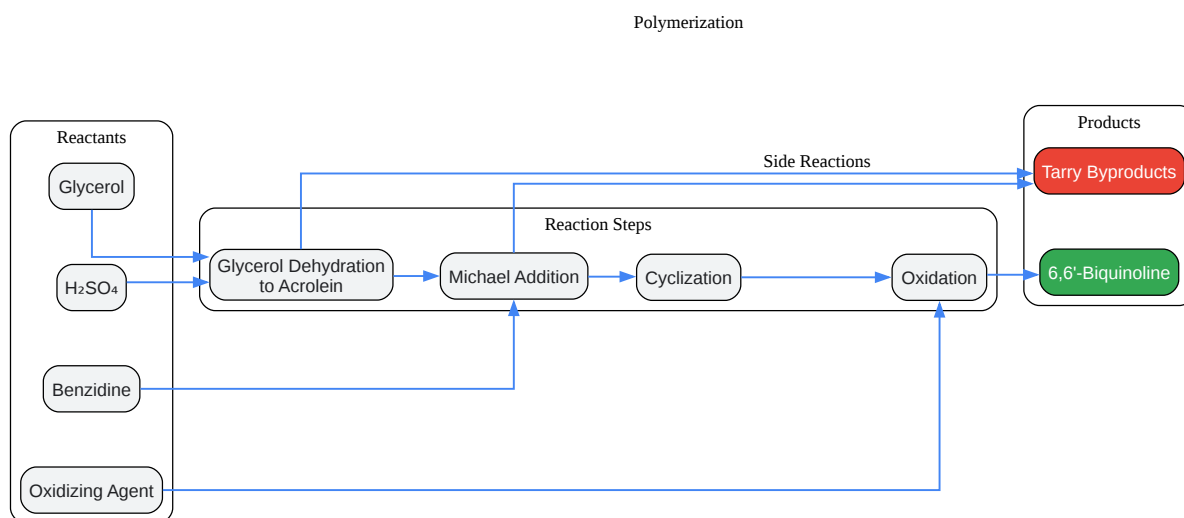 Polymerization
Reactants
Glycerol
H₂SO₄
Benzidine
Oxidizing Agent
Side Reactions
Reaction Steps
Glycerol Dehydration
to Acrolein
Michael Addition
Cyclization
Oxidation
Products
Tarry Byproducts
6,6'-Biquinoline